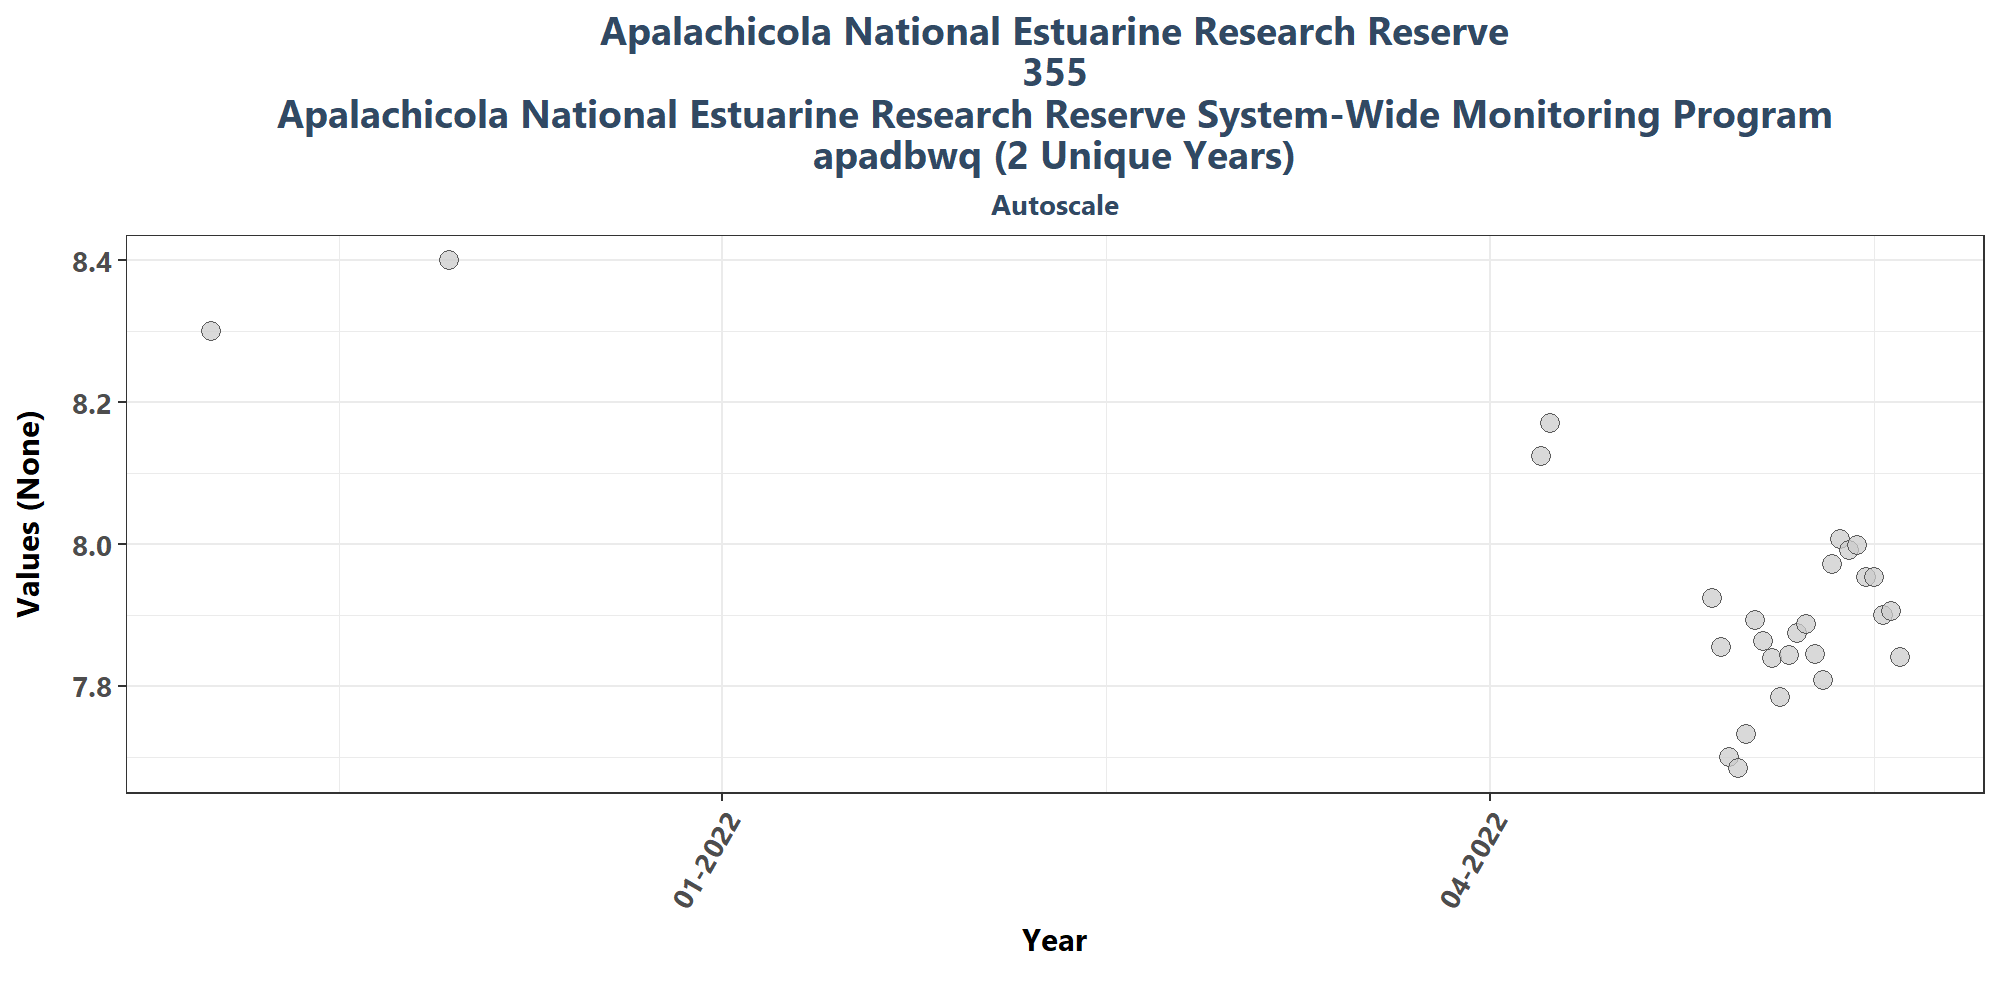 Apalachicola National Estuarine Research Reserve
355
Apalachicola National Estuarine Research Reserve System-Wide Monitoring Program
apadbwq (2 Unique Years)
Autoscale
Values (None)
8.4
8.2
8.0
7.8
01-2022
04-2022
Year